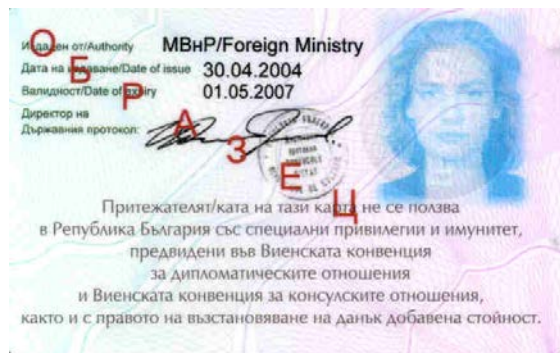 Издаден от/Authority МВнР/Foreign Ministry
Дата на издаване/Date of issue 30.04.2004
Валидност/Date of expiry 01.05.2007
Директор на
Държавния протокол:
ОБРАЗЕЦ
Притежателят/ката на тази карта не се ползва
в Република България със специални привилегии и имунитет,
предвидени във Виенската конвенция
за дипломатическите отношения
и Виенската конвенция за консулските отношения,
както и с правото на възстановяване на данък добавена стойност.